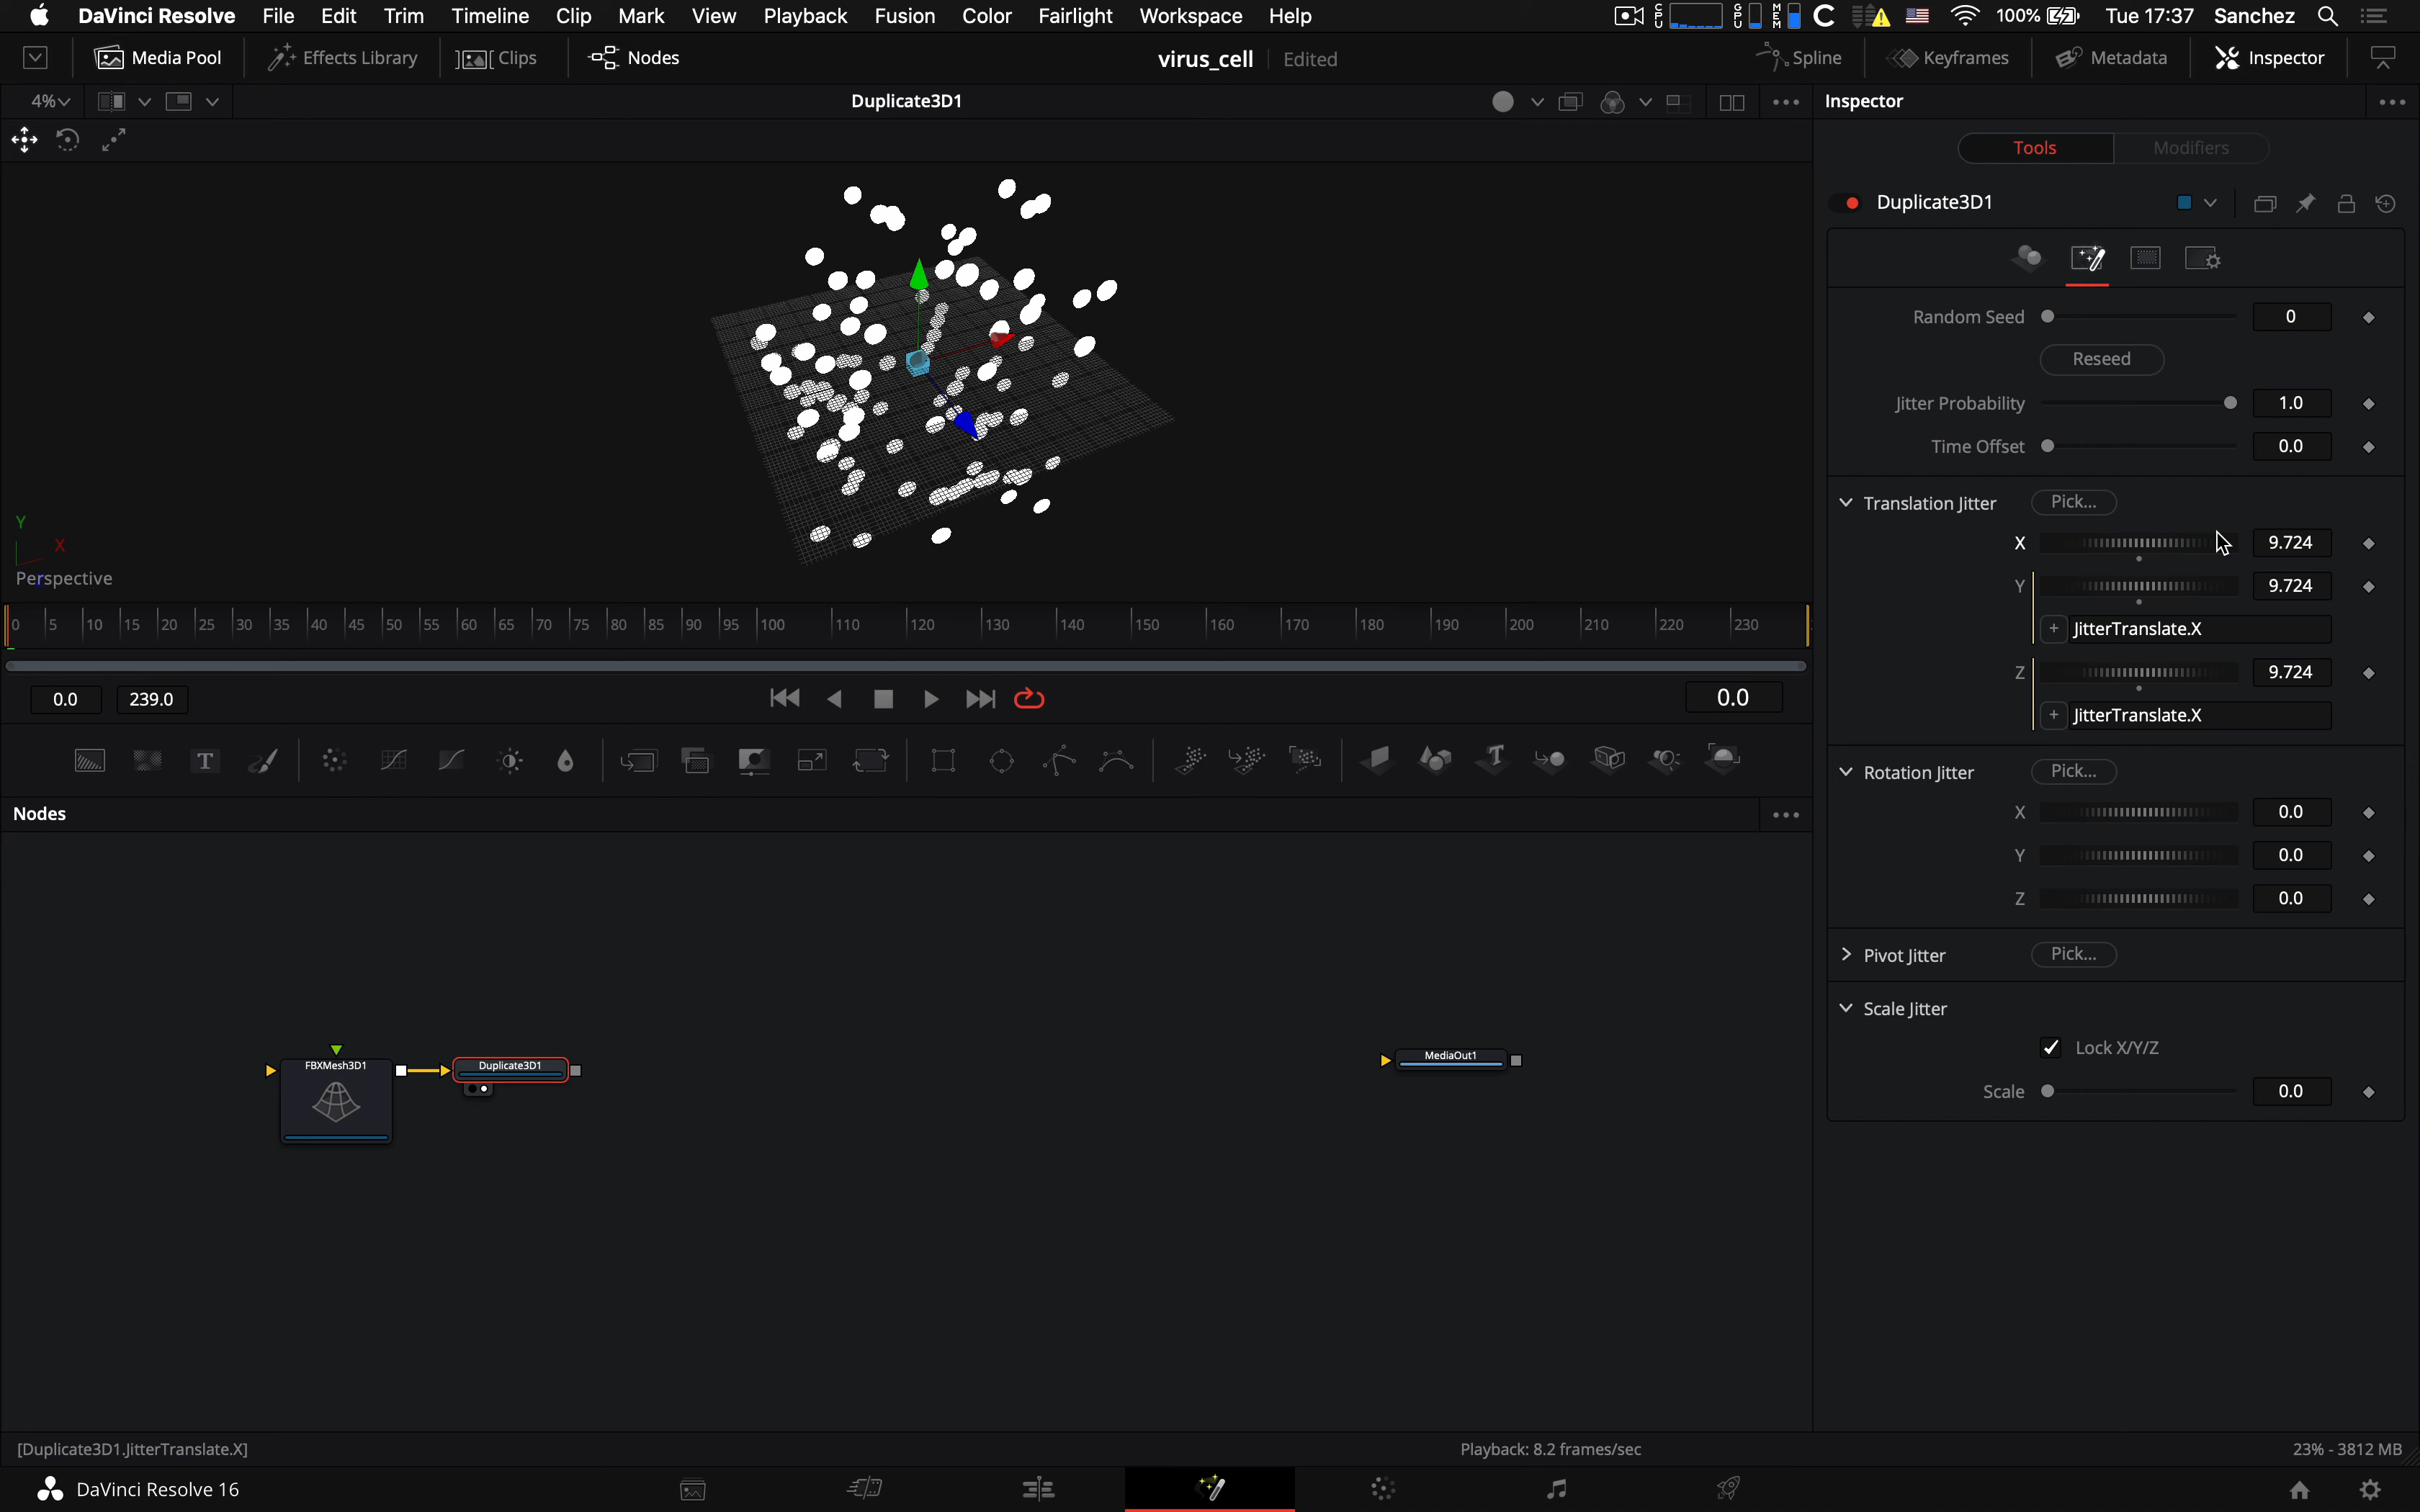 DaVinci Resolve File Edit Trim Timeline Clip Mark View Playback Fusion Color Fairlight Workspace Help CPU GPU MEM 100% Tue 17:37 Sanchez
Media Pool Effects Library Clips Nodes virus_cell Edited Spline Keyframes Metadata Inspector
4% Duplicate3D1 Inspector
Tools Modifiers
Duplicate3D1
Random Seed 0
Reseed
Jitter Probability 1.0
Time Offset 0.0
Translation Jitter Pick...
X 9.724
Y 9.724
JitterTranslate.X
Z 9.724
JitterTranslate.X
Rotation Jitter Pick...
X 0.0
Y 0.0
Z 0.0
Pivot Jitter Pick...
Scale Jitter
Lock X/Y/Z
Scale 0.0
Y
X
Perspective
0 5 10 15 20 25 30 35 40 45 50 55 60 65 70 75 80 85 90 95 100 110 120 130 140 150 160 170 180 190 200 210 220 230
0.0 239.0 0.0
T T
Nodes
FBXMesh3D1 Duplicate3D1 MediaOut1
[Duplicate3D1.JitterTranslate.X] Playback: 8.2 frames/sec 23% - 3812 MB
DaVinci Resolve 16